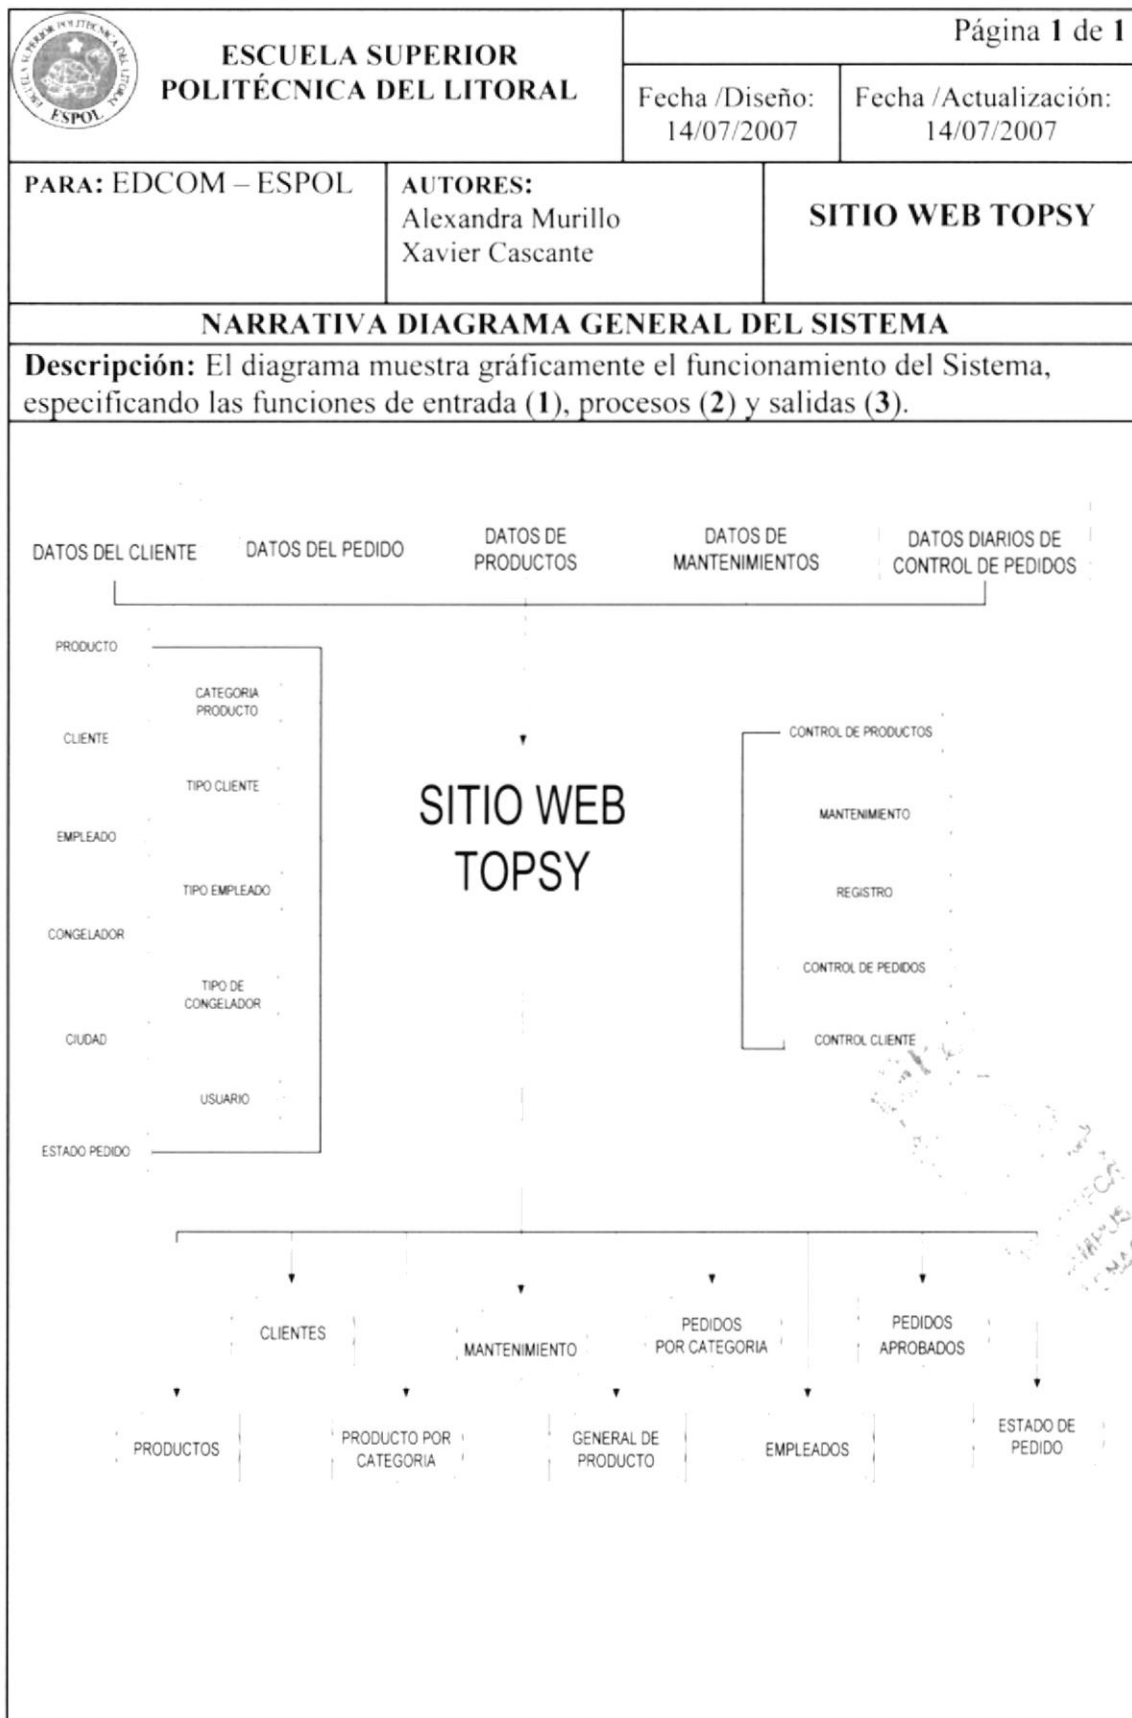 ESCUELA SUPERIOR POLITECNICA DEL LITORAL
ESPOL
ESCUELA SUPERIOR
POLITÉCNICA DEL LITORAL
Página 1 de 1
Fecha /Diseño:
14/07/2007
Fecha /Actualización:
14/07/2007
PARA: EDCOM – ESPOL
AUTORES:
Alexandra Murillo
Xavier Cascante
SITIO WEB TOPSY
NARRATIVA DIAGRAMA GENERAL DEL SISTEMA
Descripción: El diagrama muestra gráficamente el funcionamiento del Sistema,
especificando las funciones de entrada (1), procesos (2) y salidas (3).
DATOS DEL CLIENTE
DATOS DEL PEDIDO
DATOS DE
PRODUCTOS
DATOS DE
MANTENIMIENTOS
DATOS DIARIOS DE
CONTROL DE PEDIDOS
PRODUCTO
CATEGORIA
PRODUCTO
CLIENTE
TIPO CLIENTE
EMPLEADO
TIPO EMPLEADO
CONGELADOR
TIPO DE
CONGELADOR
CIUDAD
USUARIO
ESTADO PEDIDO
SITIO WEB
TOPSY
CONTROL DE PRODUCTOS
MANTENIMIENTO
REGISTRO
CONTROL DE PEDIDOS
CONTROL CLIENTE
CLIENTES
MANTENIMIENTO
PEDIDOS
POR CATEGORIA
PEDIDOS
APROBADOS
PRODUCTOS
PRODUCTO POR
CATEGORIA
GENERAL DE
PRODUCTO
EMPLEADOS
ESTADO DE
PEDIDO